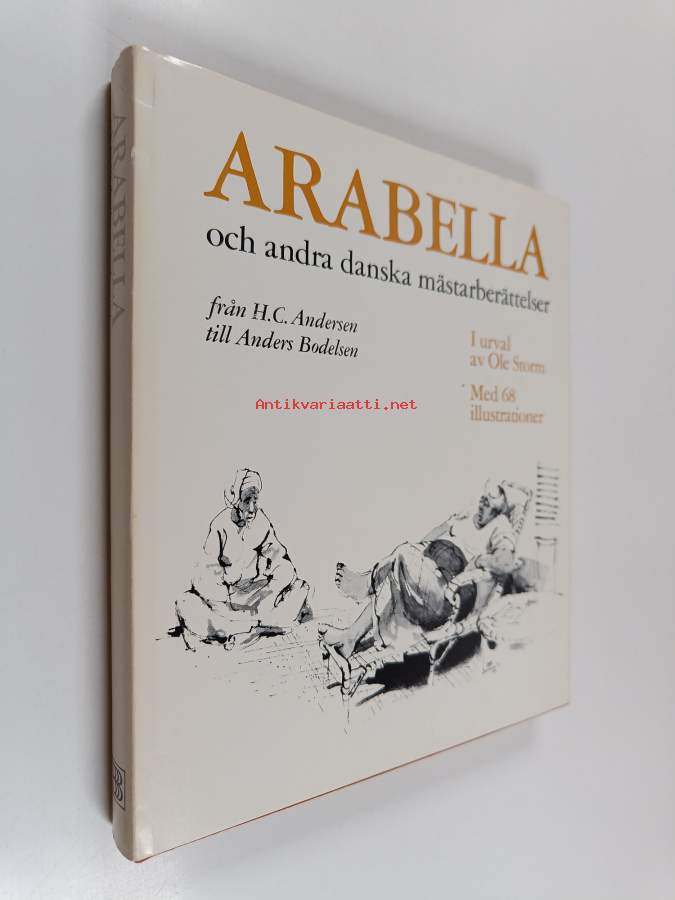 ARABELLA
ARABELLA
och andra danska mästarberättelser
från H.C. Andersen
till Anders Bodelsen
I urval
av Ole Storm
Med 68
illustrationer
Antikvariaatti.net